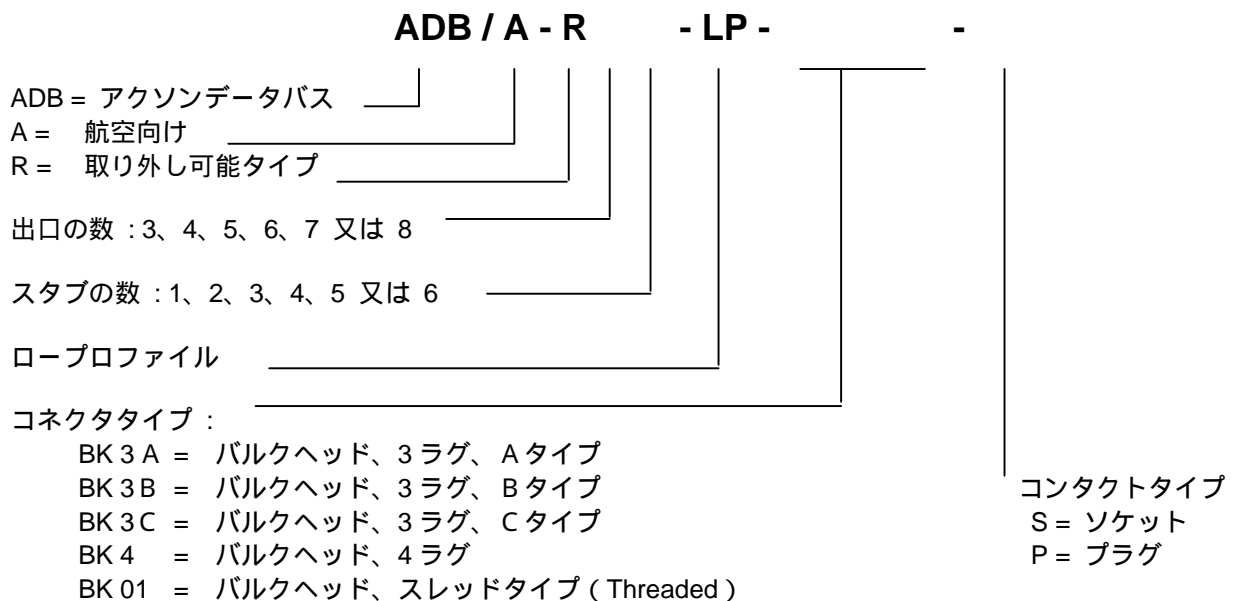 ADB / A - R - LP - -
ADB = アクソンデータバス
A = 航空向け
R = 取り外し可能タイプ
出口の数 : 3、4、5、6、7 又は 8
スタブの数 : 1、2、3、4、5 又は 6
ロープロファイル
コネクタタイプ :
BK 3 A = バルクヘッド、3 ラグ、 A タイプ
BK 3 B = バルクヘッド、3 ラグ、 B タイプ
BK 3 C = バルクヘッド、3 ラグ、 C タイプ
BK 4 = バルクヘッド、4 ラグ
BK 01 = バルクヘッド、スレッドタイプ ( Threaded )
コンタクトタイプ
S = ソケット
P = プラグ